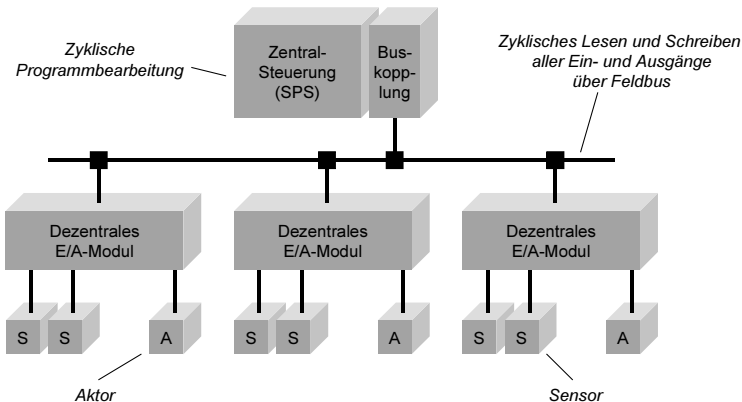 Zyklische
Programmbearbeitung
Zentral-
Steuerung
(SPS)
Bus-
kopp-
lung
Zyklisches Lesen und Schreiben
aller Ein- und Ausgänge
über Feldbus
Dezentrales
E/A-Modul
Dezentrales
E/A-Modul
Dezentrales
E/A-Modul
S S A
S S A
S S A
Aktor
Sensor